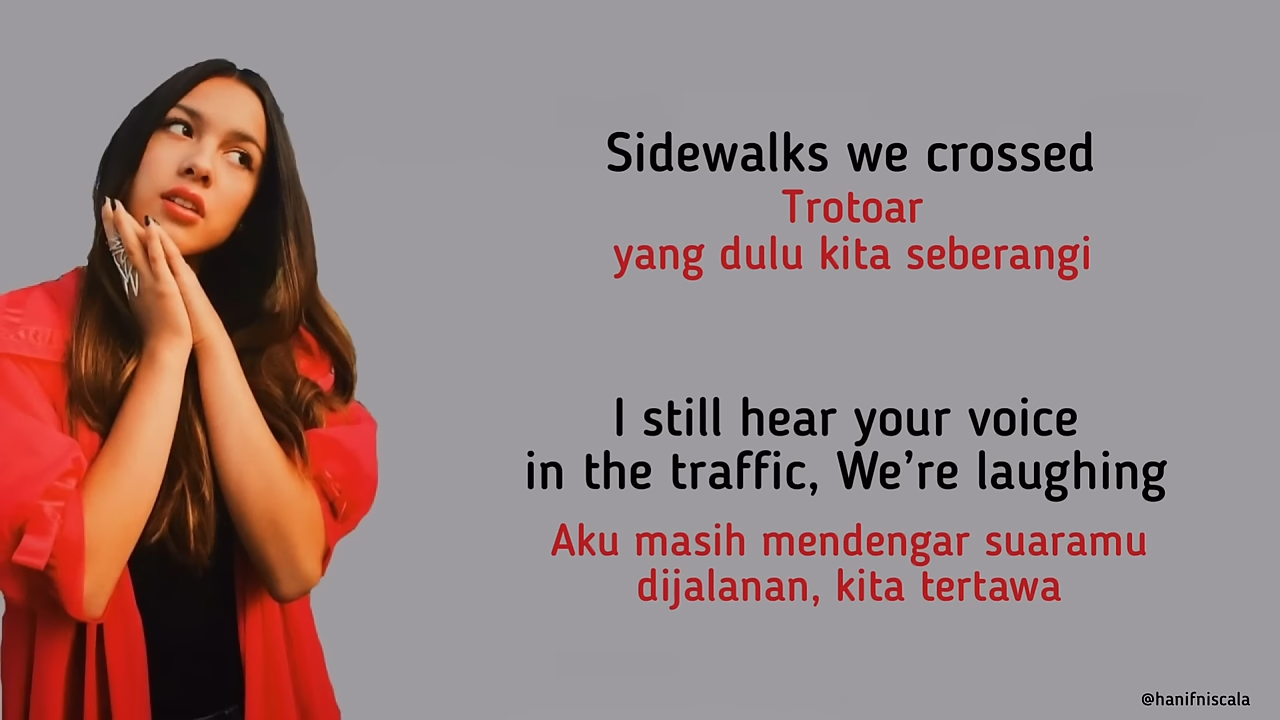 Sidewalks we crossed
Trotoar
yang dulu kita seberangi
I still hear your voice
in the traffic, We’re laughing
Aku masih mendengar suaramu
dijalanan, kita tertawa
@hanifniscala